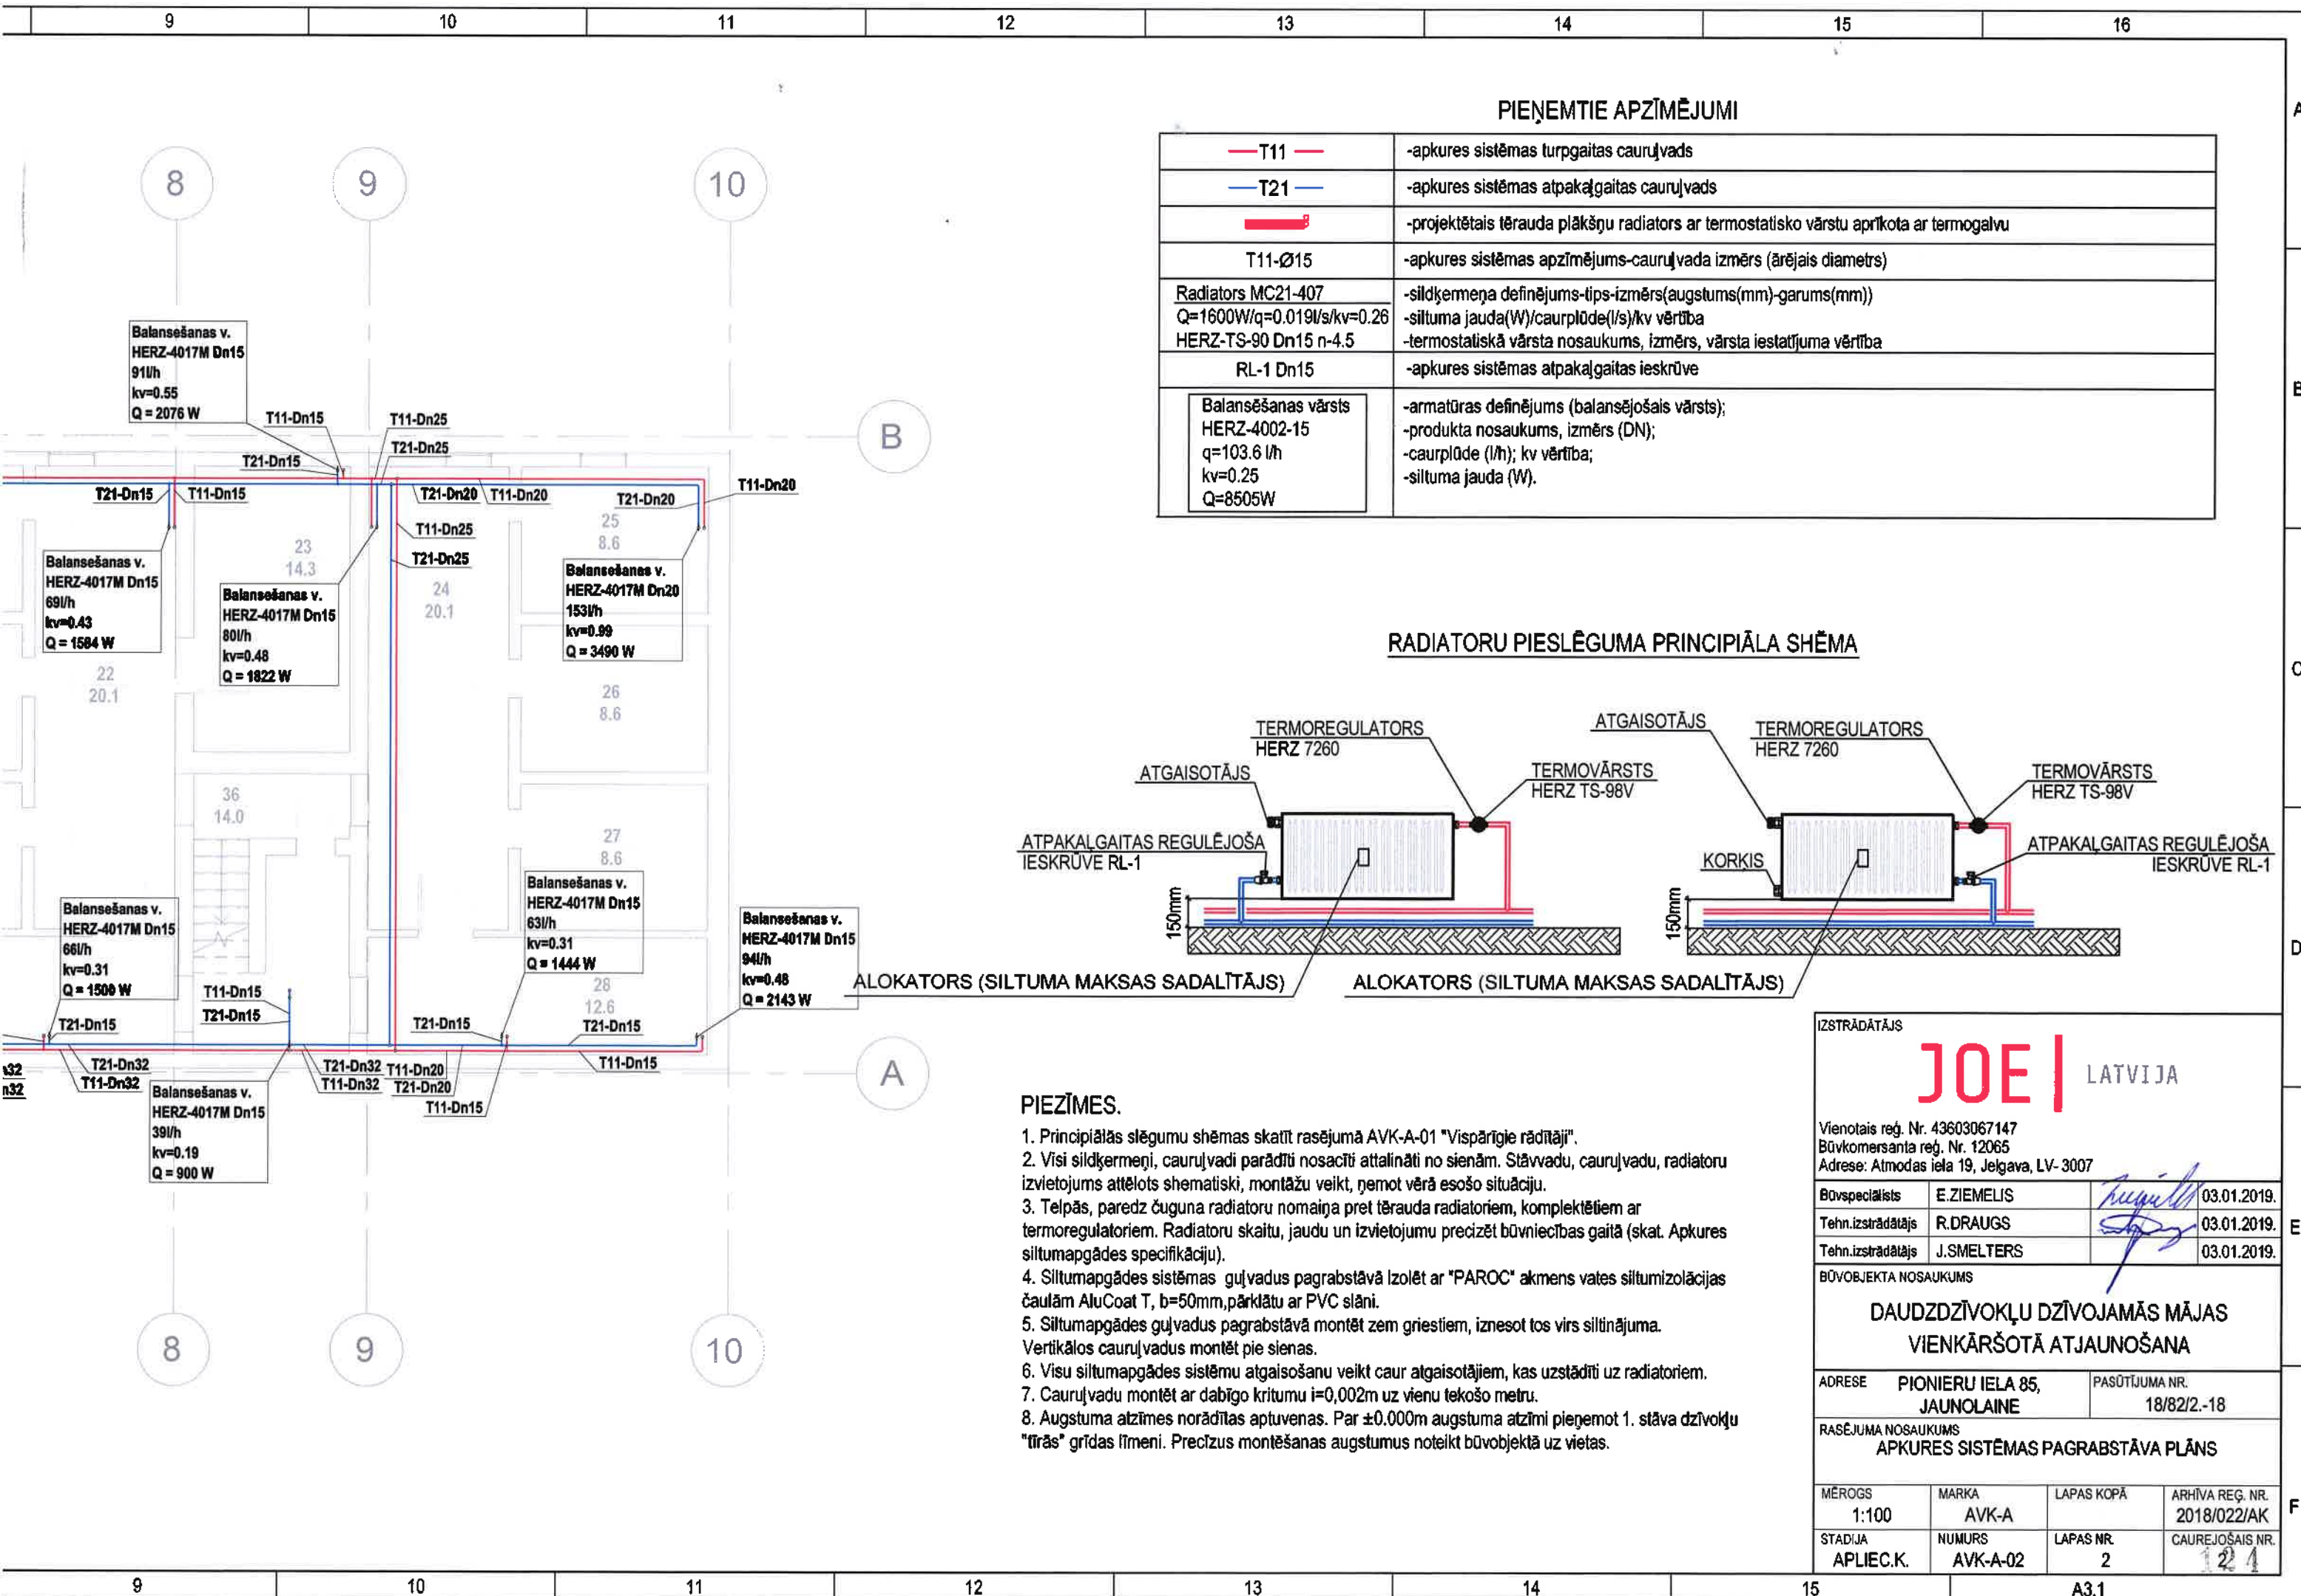 9 10 11 12 13 14 15 16
A
B
C
D
E
F
8
9
10
B
Balansešanas v.
HERZ-4017M Dn15
91l/h
kv=0.55
Q = 2076 W
T11-Dn15
T11-Dn25
T21-Dn15
T21-Dn25
T21-Dn15
T11-Dn15
T21-Dn20
T11-Dn20
T21-Dn20
T11-Dn20
T11-Dn25
T21-Dn25
Balansešanas v.
HERZ-4017M Dn15
69l/h
kv=0.43
Q = 1584 W
23
14.3
Balansešanas v.
HERZ-4017M Dn15
80l/h
kv=0.48
Q = 1822 W
24
20.1
25
8.6
Balansešanas v.
HERZ-4017M Dn20
153l/h
kv=0.99
Q = 3490 W
22
20.1
26
8.6
36
14.0
27
8.6
Balansešanas v.
HERZ-4017M Dn15
63l/h
kv=0.31
Q = 1444 W
Balansešanas v.
HERZ-4017M Dn15
66l/h
kv=0.31
Q = 1500 W
Balansešanas v.
HERZ-4017M Dn15
94l/h
kv=0.48
Q = 2143 W
28
12.6
T11-Dn15
T21-Dn15
T21-Dn15
T21-Dn15
T21-Dn15
T21-Dn32
T11-Dn32
T21-Dn32
T11-Dn32
T11-Dn20
T21-Dn20
T11-Dn15
T11-Dn15
n32
n32
Balansešanas v.
HERZ-4017M Dn15
39l/h
kv=0.19
Q = 900 W
A
8
9
10
PIEŅEMTIE APZĪMĒJUMI
T11
-apkures sistēmas turpgaitas cauruļvads
T21
-apkures sistēmas atpakaļgaitas cauruļvads
-projektētais tērauda plākšņu radiators ar termostatisko vārstu aprīkota ar termogalvu
T11-Ø15
-apkures sistēmas apzīmējums-cauruļvada izmērs (ārējais diametrs)
Radiators MC21-407
-sildķermeņa definējums-tips-izmērs(augstums(mm)-garums(mm))
Q=1600W/q=0.019l/s/kv=0.26
-siltuma jauda(W)/caurplūde(l/s)/kv vērtība
HERZ-TS-90 Dn15 n-4.5
-termostatiskā vārsta nosaukums, izmērs, vārsta iestatījuma vērtība
RL-1 Dn15
-apkures sistēmas atpakaļgaitas ieskrūve
Balansēšanas vārsts
HERZ-4002-15
q=103.6 l/h
kv=0.25
Q=8505W
-armatūras definējums (balansējošais vārsts);
-produkta nosaukums, izmērs (DN);
-caurplūde (l/h); kv vērtība;
-siltuma jauda (W).
RADIATORU PIESLĒGUMA PRINCIPIĀLA SHĒMA
TERMOREGULATORS
HERZ 7260
ATGAISOTĀJS
TERMOVĀRSTS
HERZ TS-98V
ATPAKAĻGAITAS REGULĒJOŠA
IESKRŪVE RL-1
150mm
ALOKATORS (SILTUMA MAKSAS SADALĪTĀJS)
ATGAISOTĀJS
TERMOREGULATORS
HERZ 7260
TERMOVĀRSTS
HERZ TS-98V
KORĶIS
ATPAKAĻGAITAS REGULĒJOŠA
IESKRŪVE RL-1
150mm
ALOKATORS (SILTUMA MAKSAS SADALĪTĀJS)
PIEZĪMES.
1. Principiālās slēgumu shēmas skatīt rasējumā AVK-A-01 "Vispārīgie rādītāji".
2. Visi sildķermeņi, cauruļvadi parādīti nosacīti attalināti no sienām. Stāvvadu, cauruļvadu, radiatoru
izvietojums attēlots shematiski, montāžu veikt, ņemot vērā esošo situāciju.
3. Telpās, paredz čuguna radiatoru nomaiņa pret tērauda radiatoriem, komplektētiem ar
termoregulatoriem. Radiatoru skaitu, jaudu un izvietojumu precizēt būvniecības gaitā (skat. Apkures
siltumapgādes specifikāciju).
4. Siltumapgādes sistēmas guļvadus pagrabstāvā izolēt ar "PAROC" akmens vates siltumizolācijas
čaulām AluCoat T, b=50mm,pārklātu ar PVC slāni.
5. Siltumapgādes guļvadus pagrabstāvā montēt zem griestiem, iznesot tos virs siltinājuma.
Vertikālos cauruļvadus montēt pie sienas.
6. Visu siltumapgādes sistēmu atgaisošanu veikt caur atgaisotājiem, kas uzstādīti uz radiatoriem.
7. Cauruļvadu montēt ar dabīgo kritumu i=0,002m uz vienu tekošo metru.
8. Augstuma atzīmes norādītas aptuvenas. Par ±0.000m augstuma atzīmi pieņemot 1. stāva dzīvokļu
"tīrās" grīdas līmeni. Precīzus montēšanas augstumus noteikt būvobjektā uz vietas.
IZSTRĀDĀTĀJS
JOE LATVIJA
Vienotais reģ. Nr. 43603067147
Būvkomersanta reģ. Nr. 12065
Adrese: Atmodas iela 19, Jelgava, LV- 3007
Būvspeciālists E.ZIEMELIS 03.01.2019.
Tehn.izstrādātājs R.DRAUGS 03.01.2019.
Tehn.izstrādātājs J.SMELTERS 03.01.2019.
BŪVOBJEKTA NOSAUKUMS
DAUDZDZĪVOKĻU DZĪVOJAMĀS MĀJAS
VIENKĀRŠOTĀ ATJAUNOŠANA
ADRESE PIONIERU IELA 85,
JAUNOLAINE
PASŪTĪJUMA NR.
18/82/2.-18
RASĒJUMA NOSAUKUMS
APKURES SISTĒMAS PAGRABSTĀVA PLĀNS
MĒROGS MARKA LAPAS KOPĀ ARHĪVA REĢ. NR.
1:100 AVK-A 2018/022/AK
STADIJA NUMURS LAPAS NR. CAUREJOŠAIS NR.
APLIEC.K. AVK-A-02 2
9 10 11 12 13 14 15 A3.1